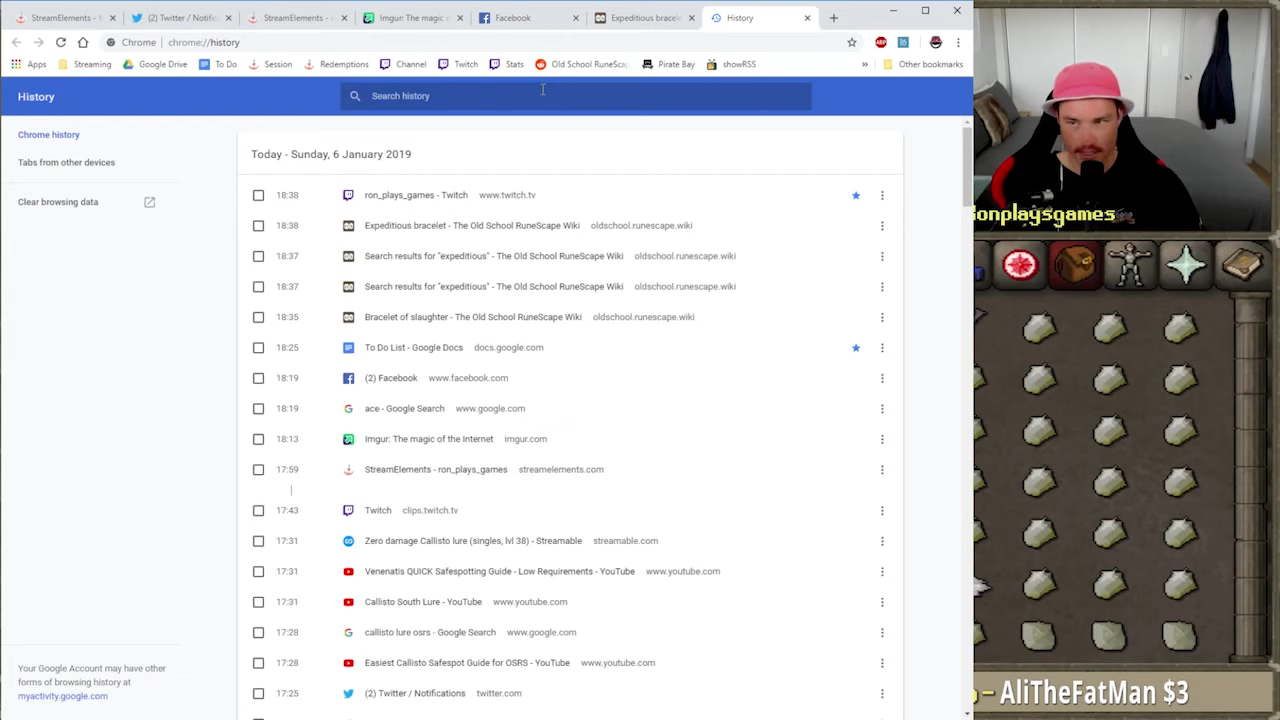 StreamElements -
(2) Twitter / Notific
StreamElements -
Imgur: The magic o
Facebook
Expeditious bracel
History
Chrome | chrome://history
Apps Streaming Google Drive To Do Session Redemptions Channel Twitch Stats Old School RuneSca Pirate Bay showRSS » Other bookmarks
History
Search history
Chrome history
Tabs from other devices
Clear browsing data
Today - Sunday, 6 January 2019
18:38 ron_plays_games - Twitch www.twitch.tv
18:38 Expeditious bracelet - The Old School RuneScape Wiki oldschool.runescape.wiki
18:37 Search results for "expeditious" - The Old School RuneScape Wiki oldschool.runescape.wiki
18:37 Search results for "expeditious" - The Old School RuneScape Wiki oldschool.runescape.wiki
18:35 Bracelet of slaughter - The Old School RuneScape Wiki oldschool.runescape.wiki
18:25 To Do List - Google Docs docs.google.com
18:19 (2) Facebook www.facebook.com
18:19 ace - Google Search www.google.com
18:13 Imgur: The magic of the Internet imgur.com
17:59 StreamElements - ron_plays_games streamelements.com
17:43 Twitch clips.twitch.tv
17:31 Zero damage Callisto lure (singles, lvl 38) - Streamable streamable.com
17:31 Venenatis QUICK Safespotting Guide - Low Requirements - YouTube www.youtube.com
17:31 Callisto South Lure - YouTube www.youtube.com
17:28 callisto lure osrs - Google Search www.google.com
17:28 Easiest Callisto Safespot Guide for OSRS - YouTube www.youtube.com
17:25 (2) Twitter / Notifications twitter.com
Your Google Account may have other
forms of browsing history at
myactivity.google.com
onplaysgames
– AliTheFatMan $3